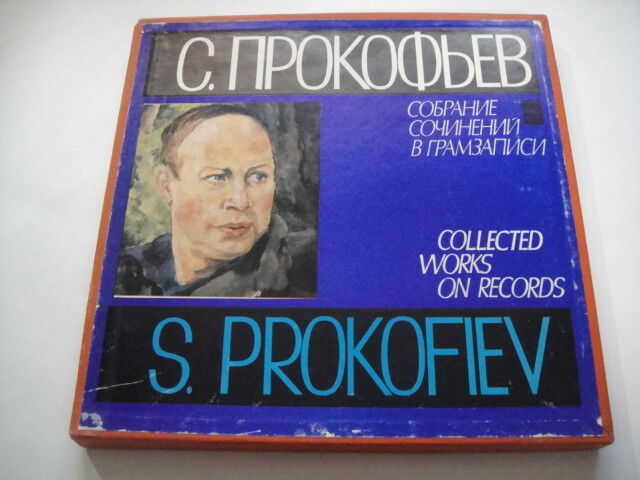 С. ПРОКОФЬЕВ
СОБРАНИЕ
СОЧИНЕНИЙ
В ГРАМЗАПИСИ
COLLECTED
WORKS
ON RECORDS
S. PROKOFIEV